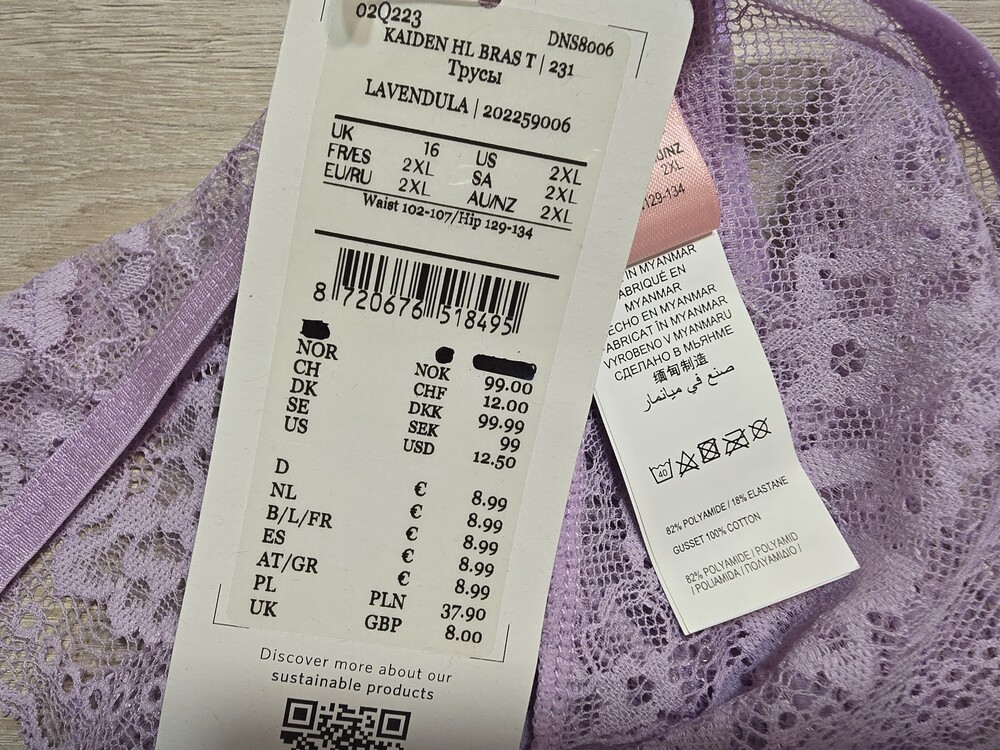 02Q223
DNS8006
KAIDEN HL BRAS T | 231
Трусы
LAVENDULA | 202259006
UK 16 US 2XL
FR/ES 2XL SA 2XL
EU/RU 2XL AU/NZ 2XL
Waist 102-107/Hip 129-134
8 720676 518495
NOR NOK 99.00
CH CHF 12.00
DK DKK 99.99
SE SEK 99
US USD 12.50
D € 8.99
NL € 8.99
B/L/FR € 8.99
ES € 8.99
AT/GR € 8.99
PL PLN 37.90
UK GBP 8.00
Discover more about our
sustainable products
2XL
129-134
IN MYANMAR
FABRIQUÉ EN
MYANMAR
HECHO EN MYANMAR
FABRICAT ÎN MYANMAR
VYROBENO V MYANMARU
СДЕЛАНО В МЬЯНМЕ
缅甸制造
صنع في ميانمار
40
82% POLYAMIDE / 18% ELASTANE
GUSSET 100% COTTON
82% POLYAMIDE / POLYAMID
/ POLIAMIDA / ΠΟΛΥΑΜΙΔΙΟ /